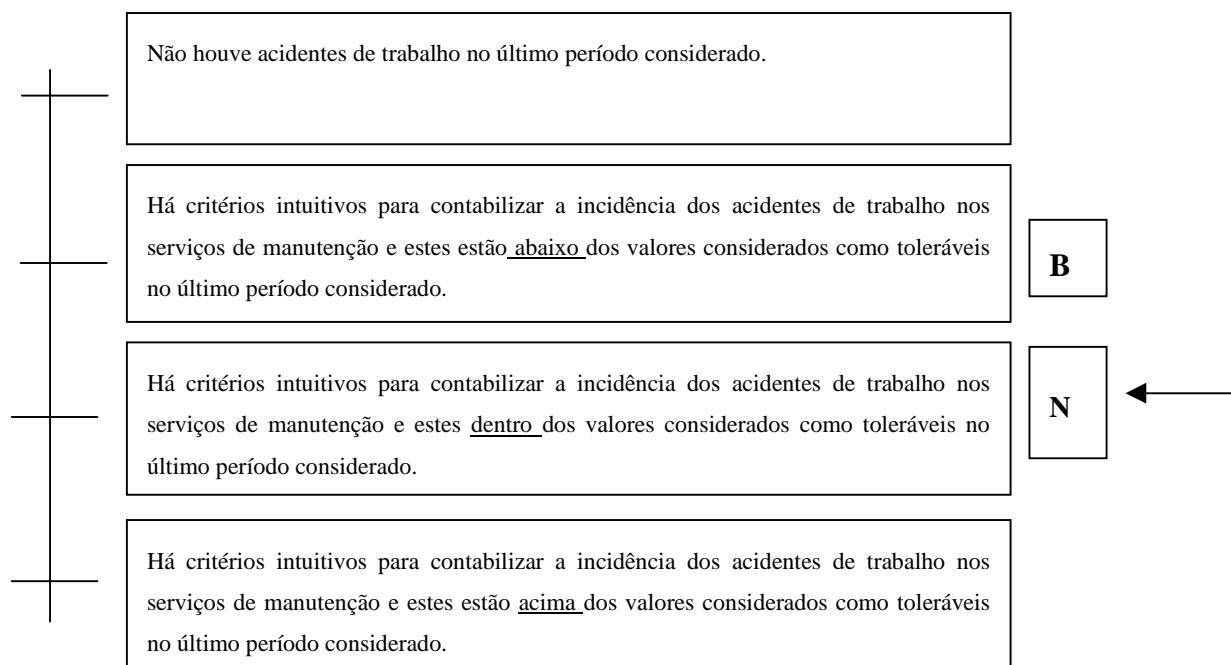 Não houve acidentes de trabalho no último período considerado.
Há critérios intuitivos para contabilizar a incidência dos acidentes de trabalho nos
serviços de manutenção e estes estão abaixo dos valores considerados como toleráveis
no último período considerado.
B
Há critérios intuitivos para contabilizar a incidência dos acidentes de trabalho nos
serviços de manutenção e estes dentro dos valores considerados como toleráveis no
último período considerado.
N
Há critérios intuitivos para contabilizar a incidência dos acidentes de trabalho nos
serviços de manutenção e estes estão acima dos valores considerados como toleráveis
no último período considerado.